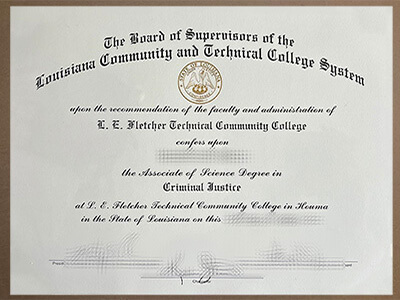 The Board of Supervisors of the
Louisiana Community and Technical College System
upon the recommendation of the faculty and administration of
L. E. Fletcher Technical Community College
confers upon
the Associate of Science Degree in
Criminal Justice
at L. E. Fletcher Technical Community College in Houma
in the State of Louisiana on this